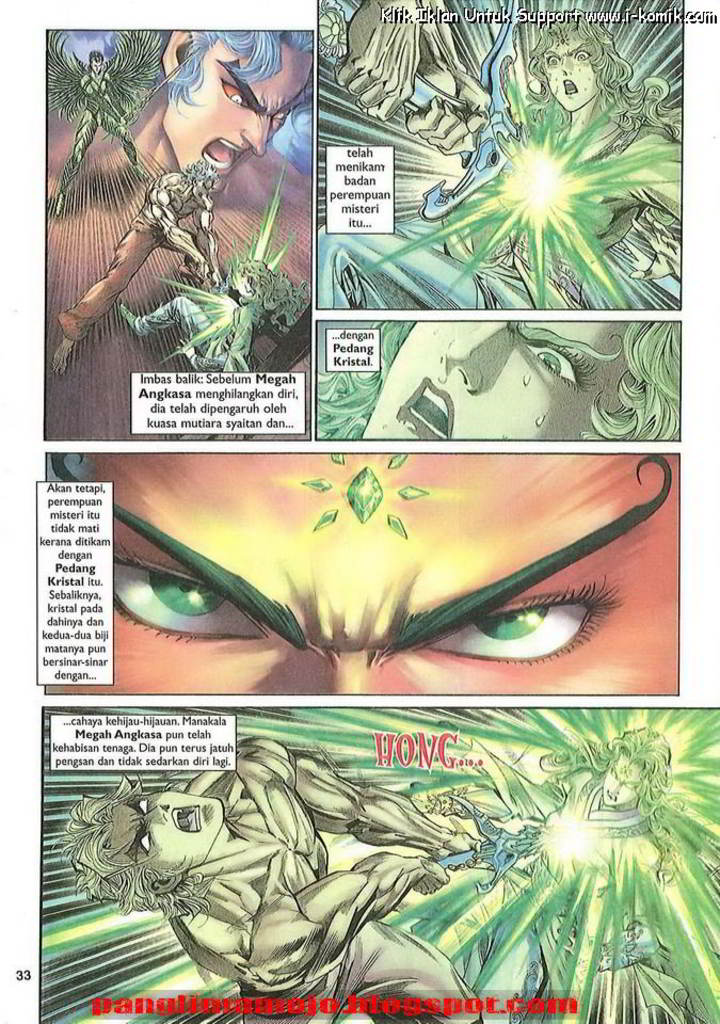 Klik Iklan Untuk Support www.i-komik.com
Imbas balik: Sebelum Megah
Angkasa menghilangkan diri,
dia telah dipengaruh oleh
kuasa mutiara syaitan dan...
telah
menikam
badan
perempuan
misteri
itu...
...dengan
Pedang
Kristal.
Akan tetapi,
perempuan
misteri itu
tidak mati
kerana ditikam
dengan
Pedang
Kristal itu.
Sebaliknya,
kristal pada
dahinya dan
kedua-dua biji
matanya pun
bersinar-sinar
dengan...
...cahaya kehijau-hijauan. Manakala
Megah Angkasa pun telah
kehabisan tenaga. Dia pun terus jatuh
pengsan dan tidak sedarkan diri lagi.
HONG....
33
panglimamojo.blogspot.com